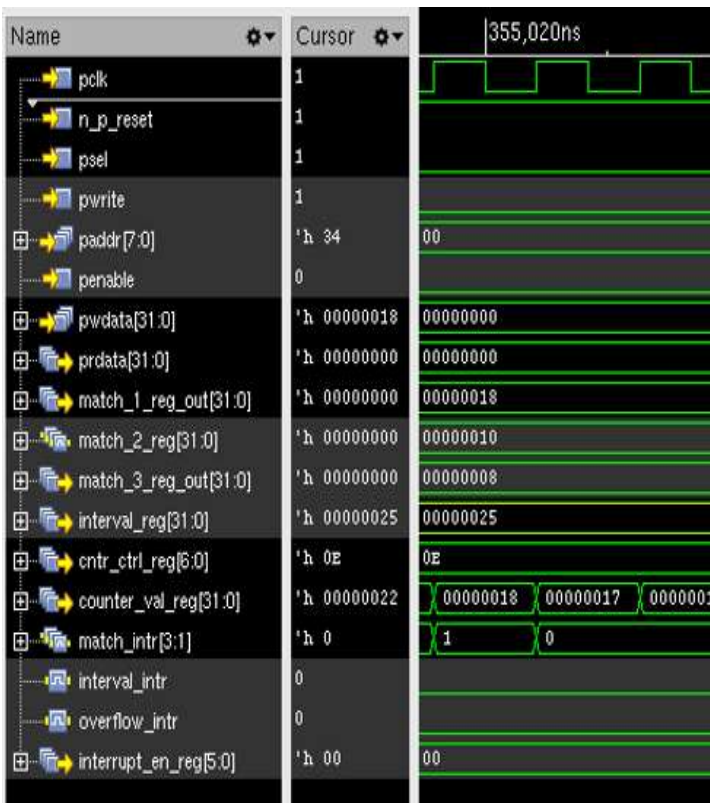 Name Cursor 355,020ns
pclk 1
n_p_reset 1
psel 1
pwrite 1
paddr[7:0] 'h 34 00
penable 0
pwdata[31:0] 'h 00000018 00000000
prdata[31:0] 'h 00000000 00000000
match_1_reg_out[31:0] 'h 00000000 00000018
match_2_reg[31:0] 'h 00000000 00000010
match_3_reg_out[31:0] 'h 00000000 00000008
interval_reg[31:0] 'h 00000025 00000025
cntr_ctrl_reg[6:0] 'h 0E 0E
counter_val_reg[31:0] 'h 00000022 00000018 00000017 0000001
match_intr[3:1] 'h 0 1 0
interval_intr 0
overflow_intr 0
interrupt_en_reg[5:0] 'h 00 00